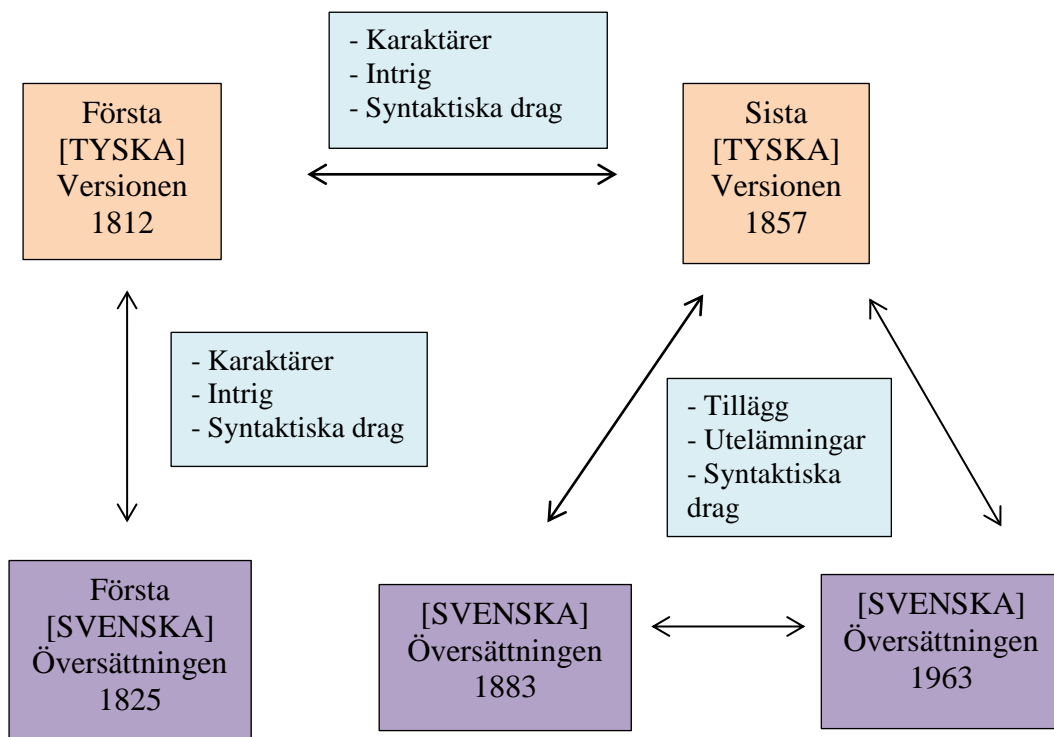 - Karaktärer
- Intrig
- Syntaktiska drag
Första
[TYSKA]
Versionen
1812
Sista
[TYSKA]
Versionen
1857
- Karaktärer
- Intrig
- Syntaktiska drag
- Tillägg
- Utelämningar
- Syntaktiska
drag
Första
[SVENSKA]
Översättningen
1825
[SVENSKA]
Översättningen
1883
[SVENSKA]
Översättningen
1963